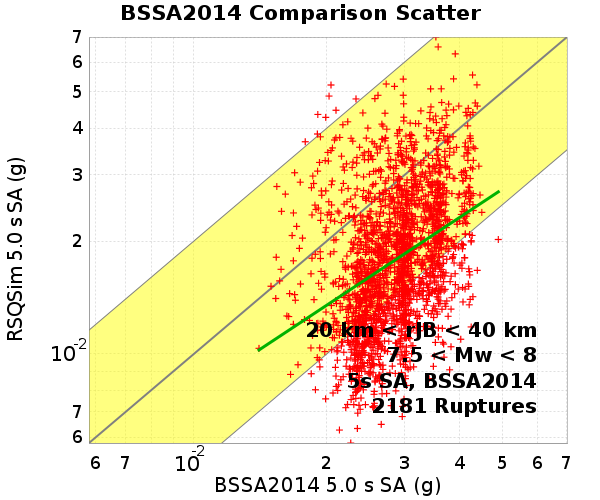 BSSA2014 Comparison Scatter
7
6
5
4
3
2
10-2
7
6
RSQSim 5.0 s SA (g)
20 km < rJB < 40 km
7.5 < Mw < 8
5s SA, BSSA2014
2181 Ruptures
6 7 10-2 2 3 4 5 6 7
BSSA2014 5.0 s SA (g)